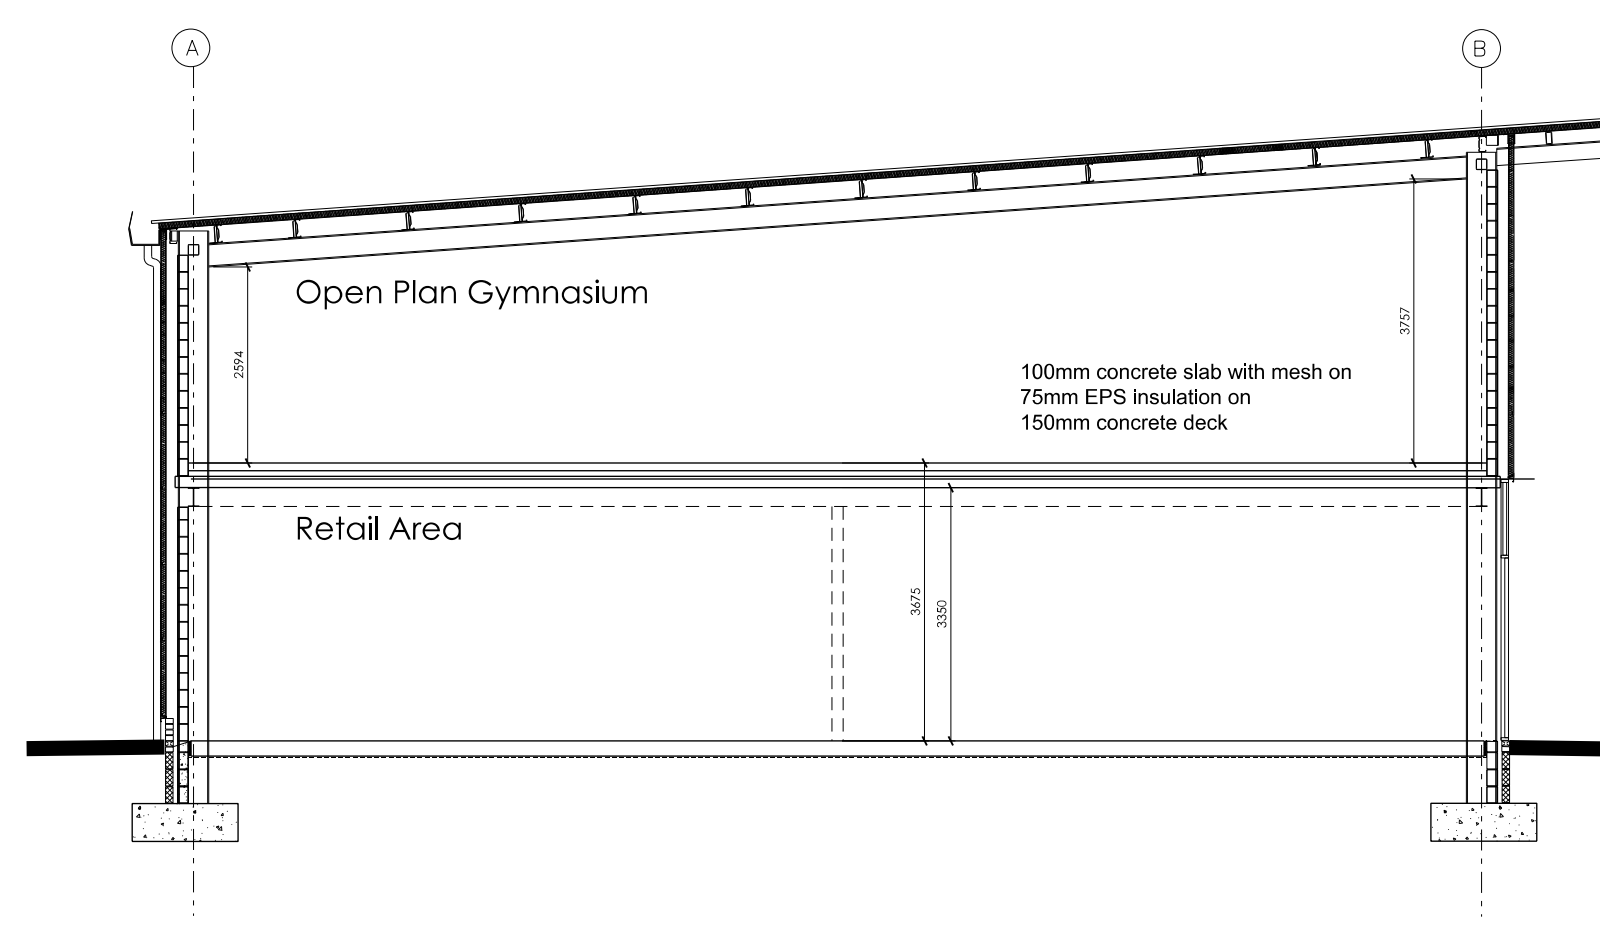 A
B
Open Plan Gymnasium
2594
3757
100mm concrete slab with mesh on
75mm EPS insulation on
150mm concrete deck
Retail Area
3675
3350